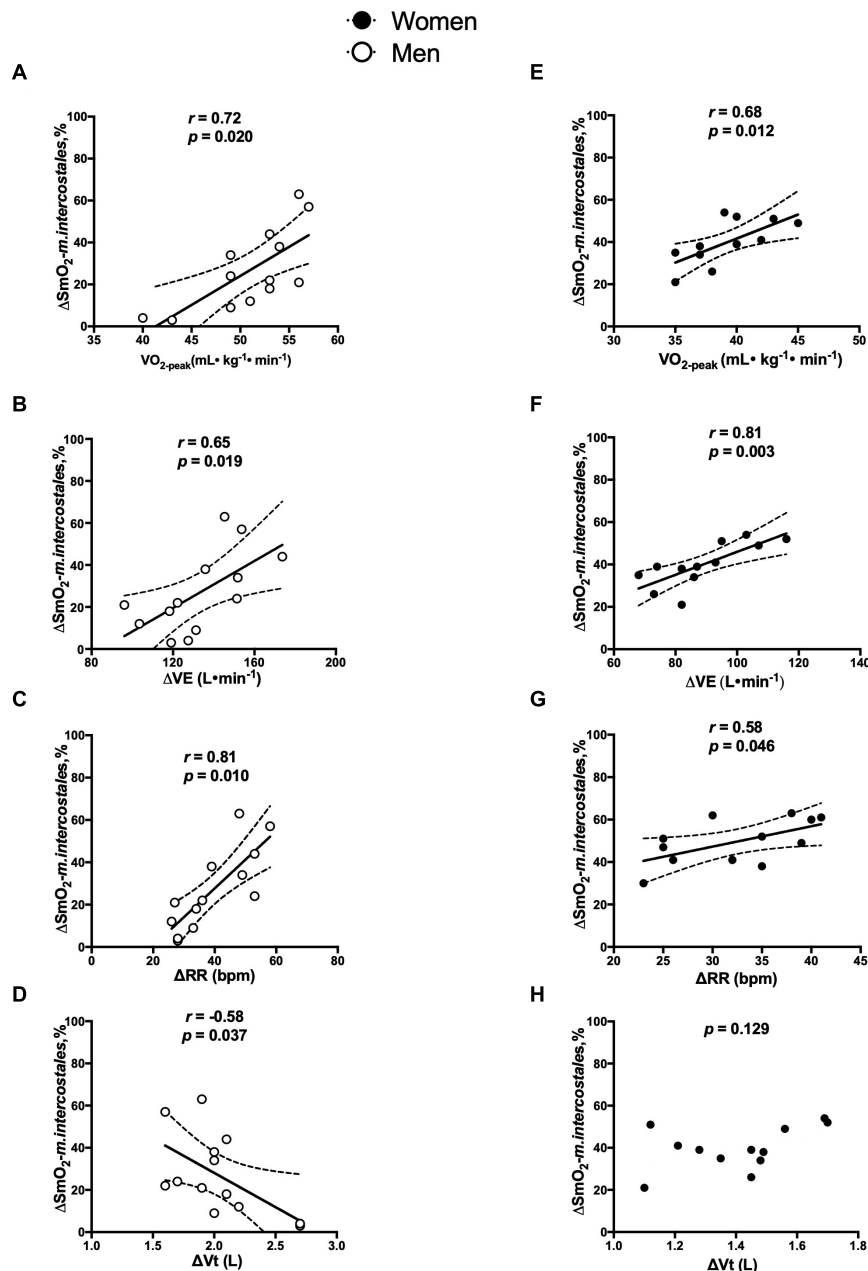 Women
Men
A
r = 0.72
p = 0.020
ΔSmO₂-m.intercostales,%
100
80
60
40
20
0
35 40 45 50 55 60
VO₂-peak(mL• kg⁻¹• min⁻¹)
E
r = 0.68
p = 0.012
ΔSmO₂-m.intercostales,%
100
80
60
40
20
0
30 35 40 45 50
VO₂-peak (mL• kg⁻¹• min⁻¹)
B
r = 0.65
p = 0.019
ΔSmO₂-m.intercostales,%
100
80
60
40
20
0
80 120 160 200
ΔVE (L•min⁻¹)
F
r = 0.81
p = 0.003
ΔSmO₂-m.intercostales,%
100
80
60
40
20
0
60 80 100 120 140
ΔVE (L•min⁻¹)
C
r = 0.81
p = 0.010
ΔSmO₂-m.intercostales,%
100
80
60
40
20
0
0 20 40 60 80
ΔRR (bpm)
G
r = 0.58
p = 0.046
ΔSmO₂-m.intercostales,%
100
80
60
40
20
0
20 25 30 35 40 45
ΔRR (bpm)
D
r = -0.58
p = 0.037
ΔSmO₂-m.intercostales,%
100
80
60
40
20
0
1.0 1.5 2.0 2.5 3.0
ΔVt (L)
H
p = 0.129
ΔSmO₂-m.intercostales,%
100
80
60
40
20
0
1.0 1.2 1.4 1.6 1.8
ΔVt (L)